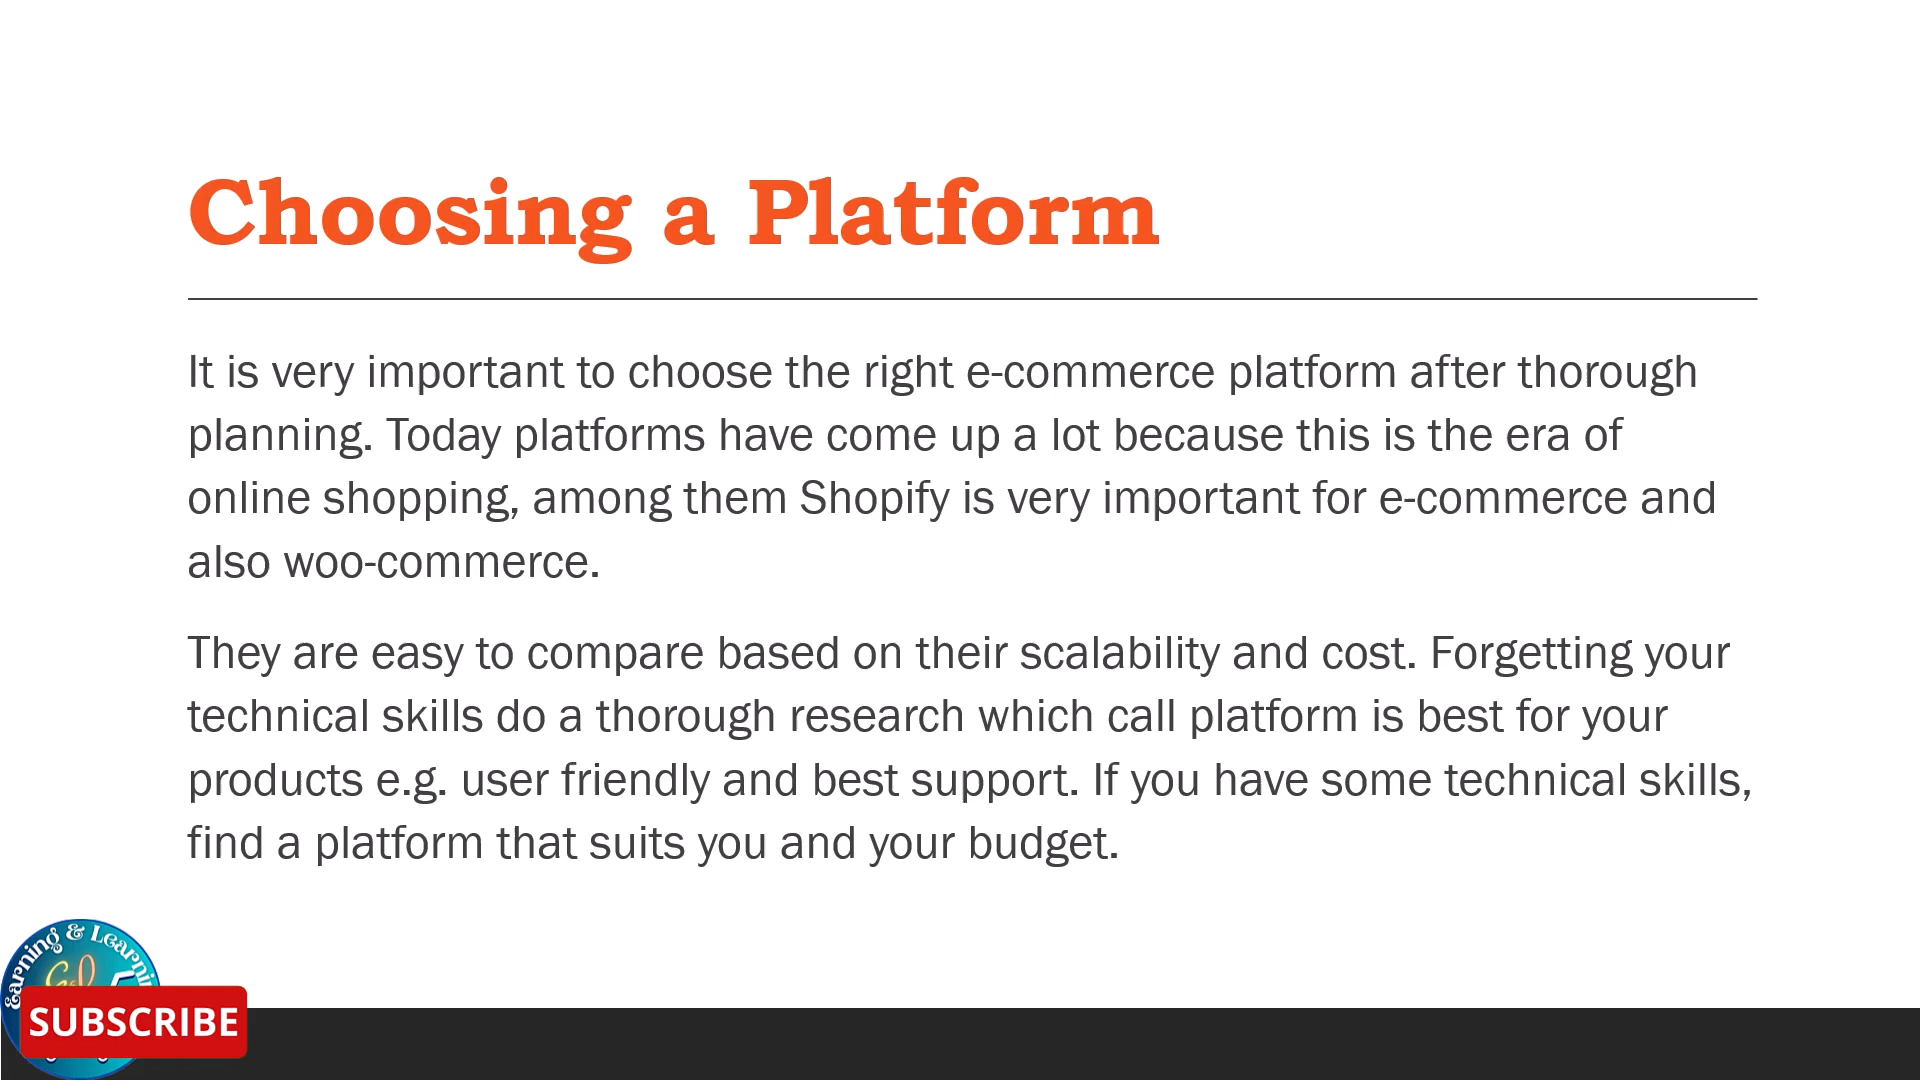 Choosing a Platform
It is very important to choose the right e-commerce platform after thorough
planning. Today platforms have come up a lot because this is the era of
online shopping, among them Shopify is very important for e-commerce and
also woo-commerce.
They are easy to compare based on their scalability and cost. Forgetting your
technical skills do a thorough research which call platform is best for your
products e.g. user friendly and best support. If you have some technical skills,
find a platform that suits you and your budget.
Earning & Learning
SUBSCRIBE